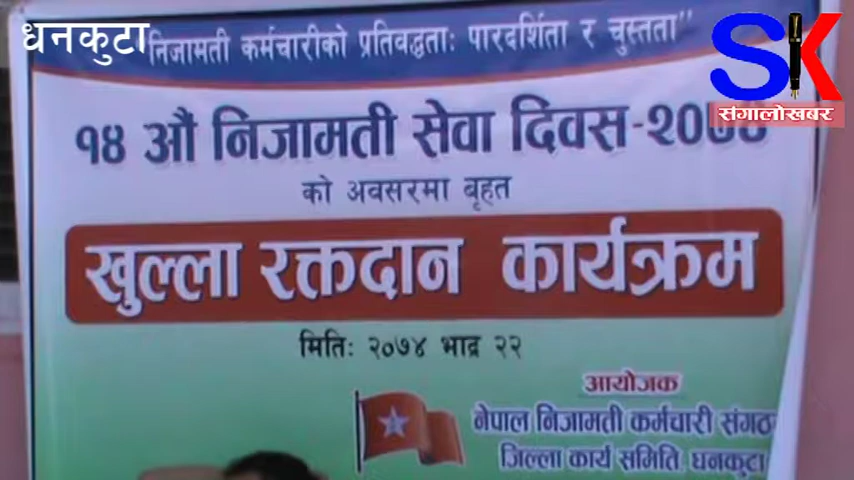 धनकुटा
निजामती कर्मचारीको प्रतिवद्धताः पारदर्शिता र चुस्तता"
SK
संगालोखबर
१४ औं निजामती सेवा दिवस-२०७४
को अवसरमा बृहत
खुल्ला रक्तदान कार्यक्रम
मितिः २०७४ भाद्र २२
आयोजक
नेपाल निजामती कर्मचारी संगठ
जिल्ला कार्य समिति, धनकुटा